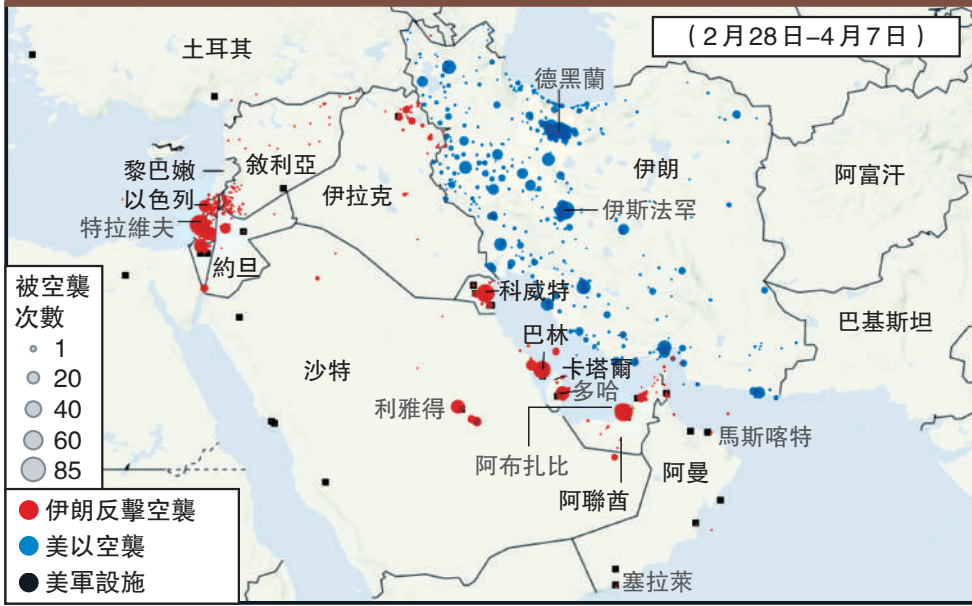 （2月28日–4月7日）
土耳其
德黑蘭
黎巴嫩
敘利亞
伊朗
阿富汗
以色列
伊拉克
特拉維夫
伊斯法罕
約旦
科威特
巴基斯坦
巴林
沙特
卡塔爾
多哈
利雅得
馬斯喀特
阿布扎比
阿曼
阿聯酋
塞拉萊
被空襲
次數
1
20
40
60
85
伊朗反擊空襲
美以空襲
美軍設施